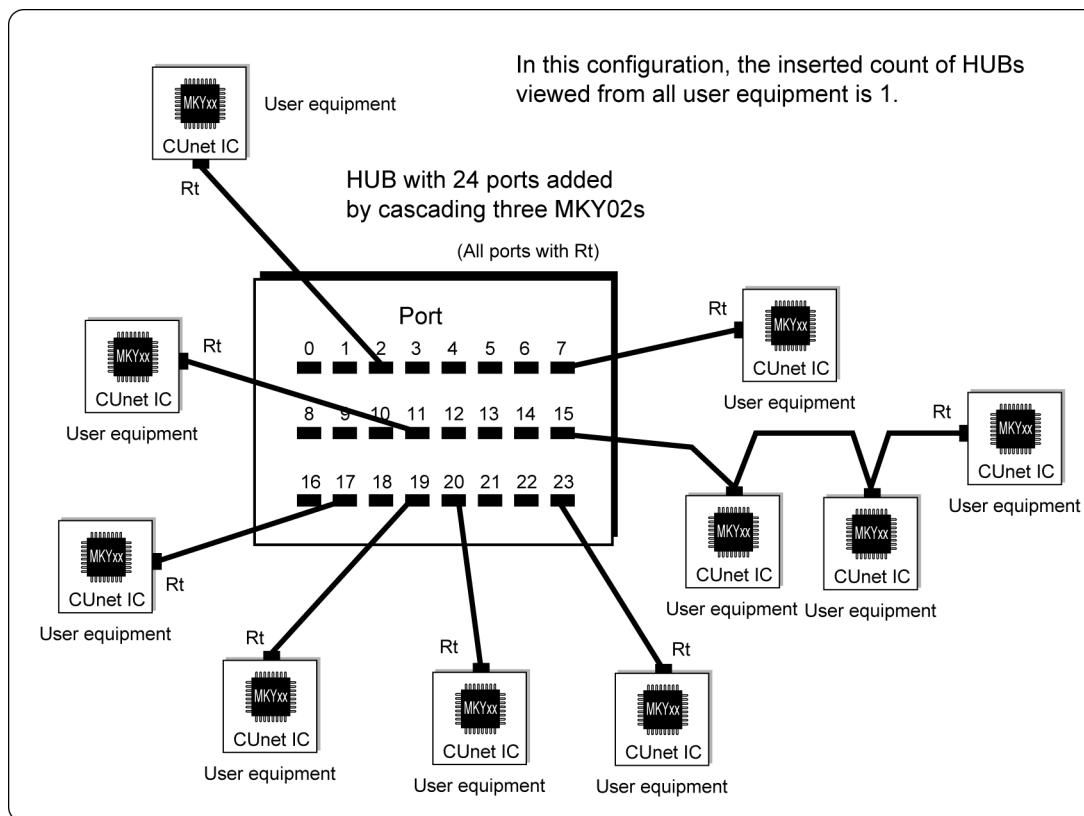 In this configuration, the inserted count of HUBs
viewed from all user equipment is 1.
MKYxx
User equipment
CUnet IC
Rt
HUB with 24 ports added
by cascading three MKY02s
(All ports with Rt)
Port
0 1 2 3 4 5 6 7
8 9 10 11 12 13 14 15
16 17 18 19 20 21 22 23
MKYxx
Rt
CUnet IC
User equipment
Rt
MKYxx
CUnet IC
User equipment
Rt
MKYxx
CUnet IC
User equipment
MKYxx
CUnet IC
User equipment
MKYxx
CUnet IC
User equipment
MKYxx
Rt
CUnet IC
User equipment
Rt
MKYxx
CUnet IC
User equipment
Rt
MKYxx
CUnet IC
User equipment
Rt
MKYxx
CUnet IC
User equipment